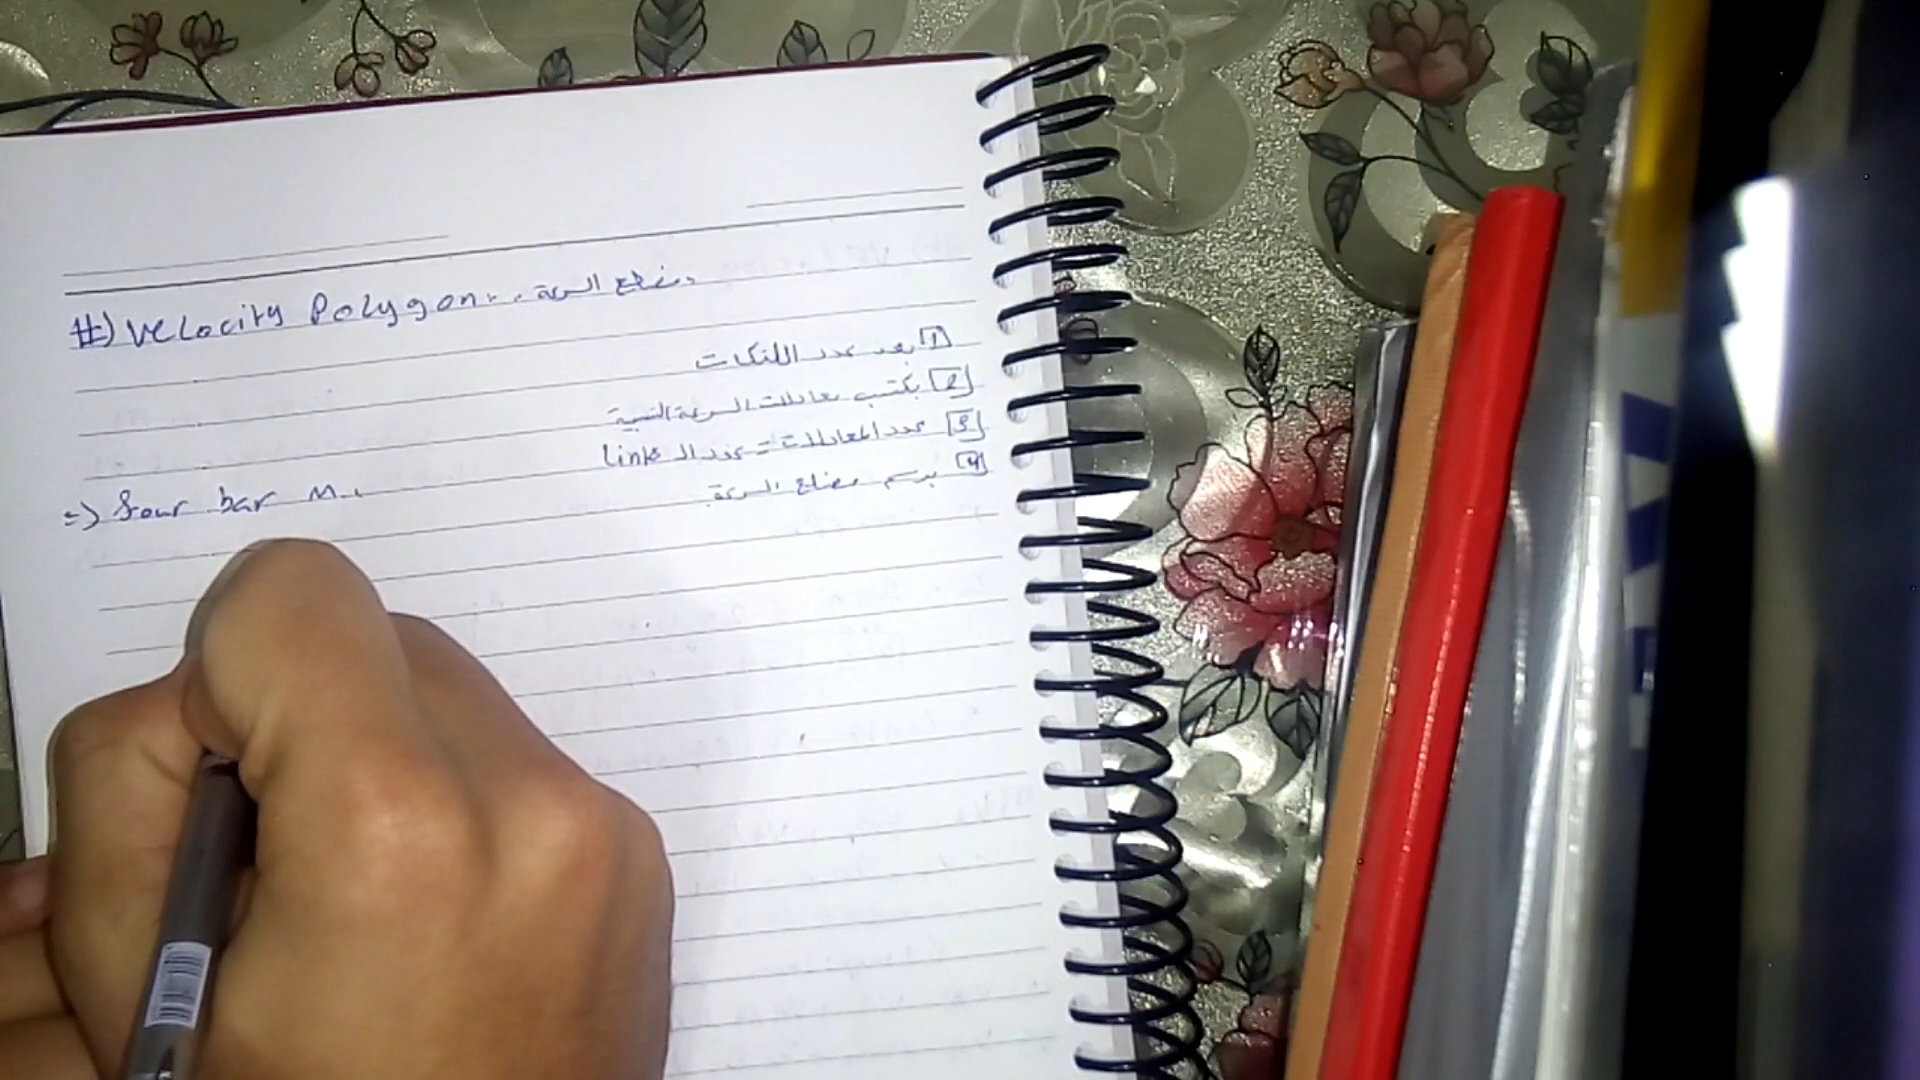 #) Velocity Polygon: . مضلع السرعة
1 بعد عدد اللنكات
2 بكتب معادلات السرعة النسبية
3 عدد المعادلات = عدد الـ link
4 برسم مضلع السرعة
=) four bar M.